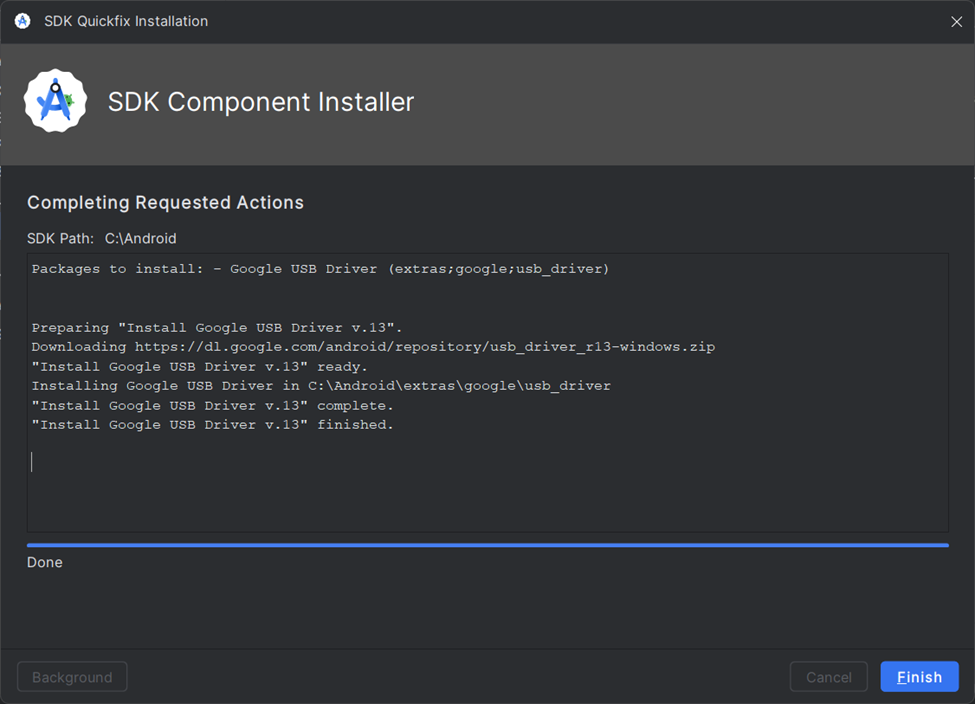 SDK Quickfix Installation
SDK Component Installer
Completing Requested Actions
SDK Path: C:\Android
Packages to install: - Google USB Driver (extras;google;usb_driver)
Preparing "Install Google USB Driver v.13".
Downloading https://dl.google.com/android/repository/usb_driver_r13-windows.zip
"Install Google USB Driver v.13" ready.
Installing Google USB Driver in C:\Android\extras\google\usb_driver
"Install Google USB Driver v.13" complete.
"Install Google USB Driver v.13" finished.
Done
Background Cancel Finish